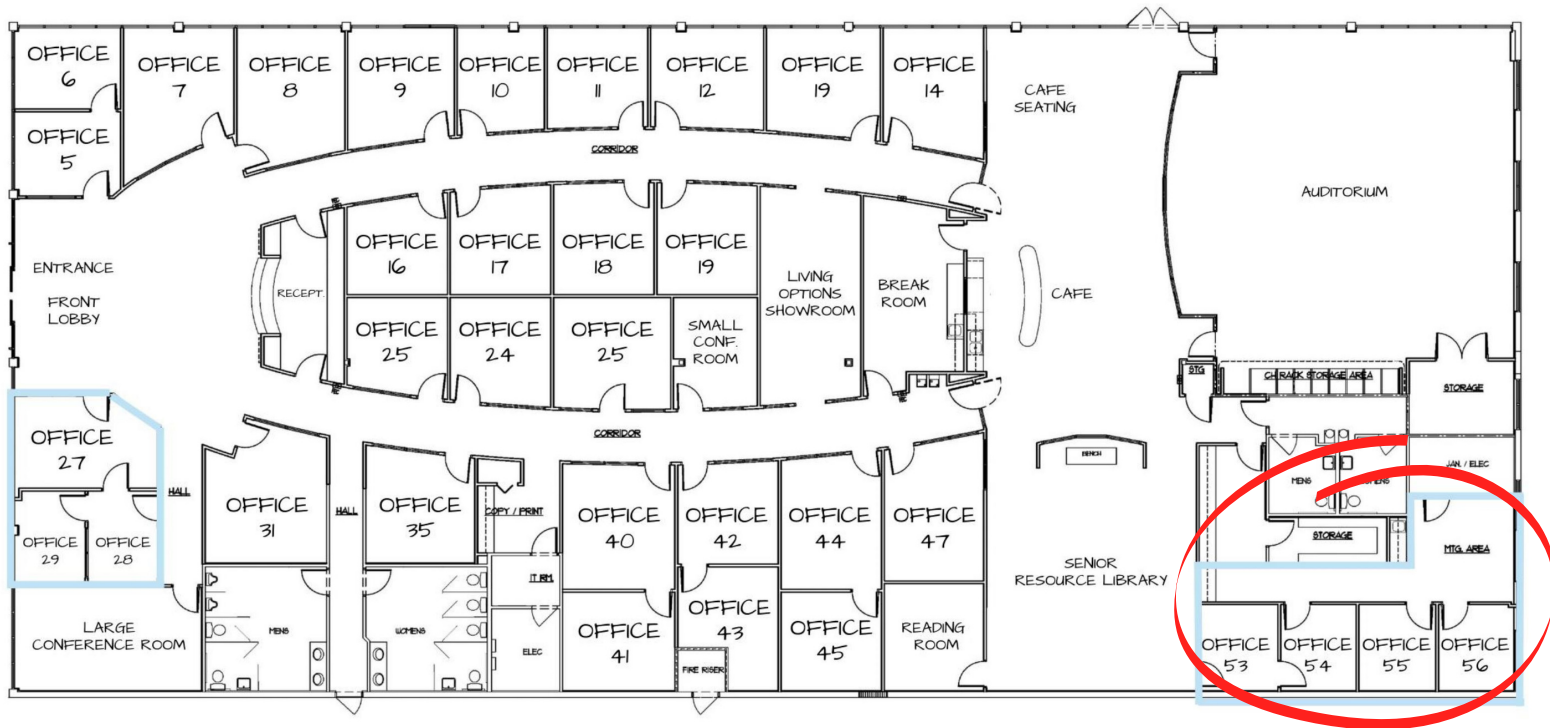 OFFICE
6
OFFICE
7
OFFICE
8
OFFICE
9
OFFICE
10
OFFICE
11
OFFICE
12
OFFICE
19
OFFICE
14
CAFE
SEATING
OFFICE
5
CORRIDOR
AUDITORIUM
ENTRANCE
FRONT
LOBBY
RECEPT.
OFFICE
16
OFFICE
17
OFFICE
18
OFFICE
19
LIVING
OPTIONS
SHOWROOM
BREAK
ROOM
CAFE
OFFICE
25
OFFICE
24
OFFICE
25
SMALL
CONF.
ROOM
STG
CH RACK STORAGE AREA
STORAGE
CORRIDOR
OFFICE
27
HALL
OFFICE
29
OFFICE
28
OFFICE
31
HALL
OFFICE
35
COPY / PRINT
OFFICE
40
OFFICE
42
OFFICE
44
OFFICE
47
BENCH
MENS
WOMENS
JAN. / ELEC
STORAGE
MTG. AREA
SENIOR
RESOURCE LIBRARY
LARGE
CONFERENCE ROOM
MENS
WOMENS
IT RM.
ELEC
OFFICE
41
OFFICE
43
FIRE RISER
OFFICE
45
READING
ROOM
OFFICE
53
OFFICE
54
OFFICE
55
OFFICE
56